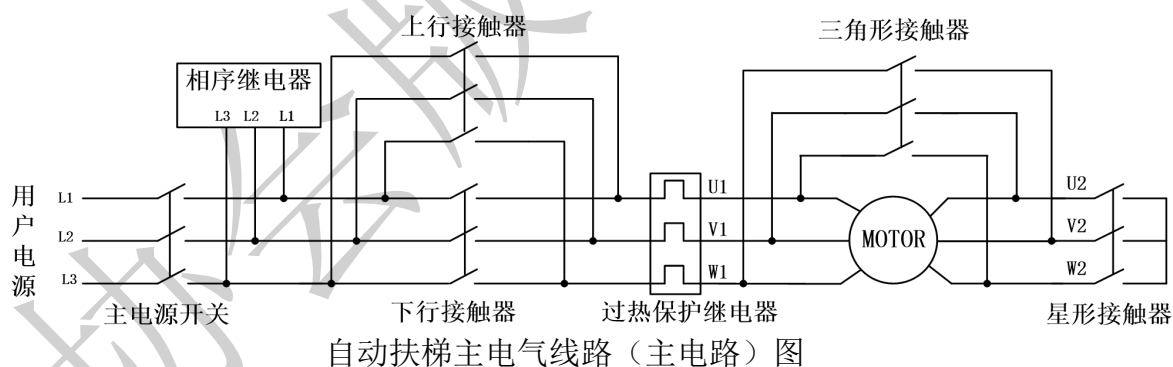 上行接触器
三角形接触器
相序继电器
L3 L2 L1
用户电源
L1
L2
L3
U1
V1
W1
MOTOR
U2
V2
W2
主电源开关
下行接触器
过热保护继电器
星形接触器
自动扶梯主电气线路（主电路）图
协会版